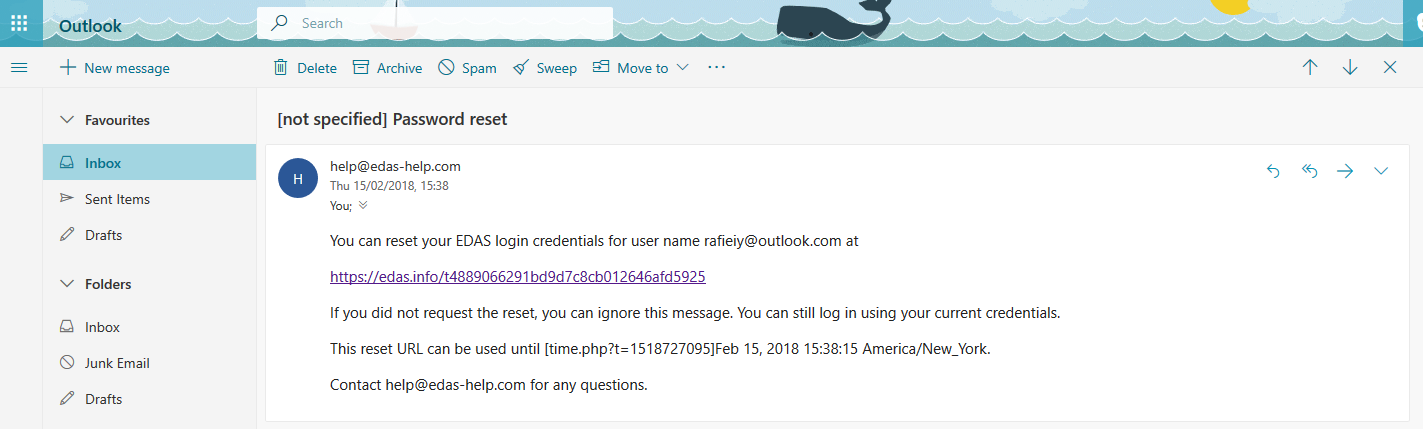 Outlook
Search
New message
Delete
Archive
Spam
Sweep
Move to
Favourites
Inbox
Sent Items
Drafts
Folders
Inbox
Junk Email
Drafts
[not specified] Password reset
H
help@edas-help.com
Thu 15/02/2018, 15:38
You;
You can reset your EDAS login credentials for user name rafieiy@outlook.com at
https://edas.info/t4889066291bd9d7c8cb012646afd5925
If you did not request the reset, you can ignore this message. You can still log in using your current credentials.
This reset URL can be used until [time.php?t=1518727095]Feb 15, 2018 15:38:15 America/New_York.
Contact help@edas-help.com for any questions.